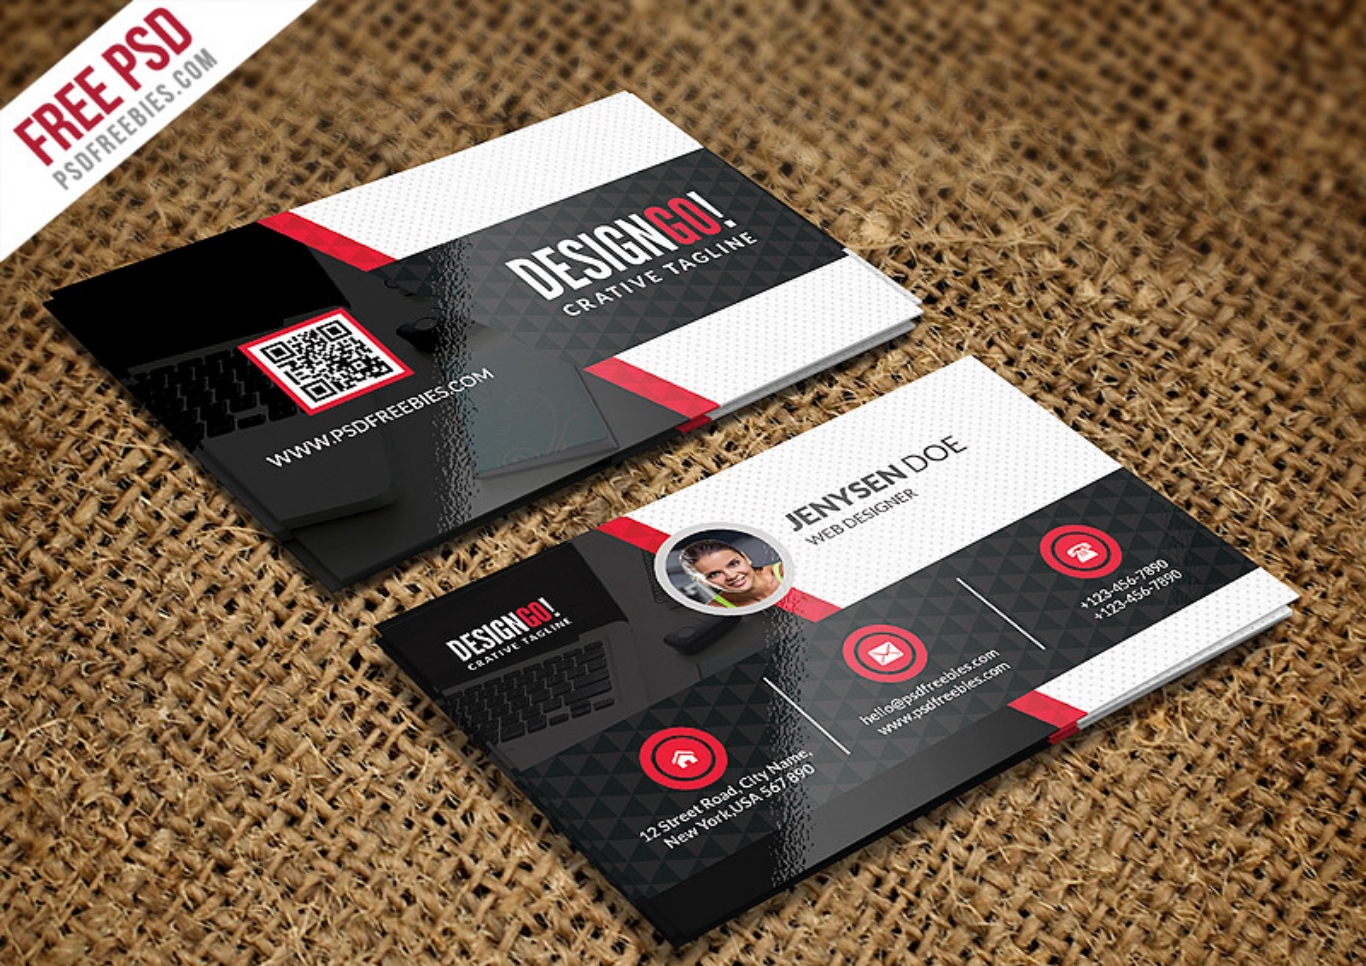 FREE PSD
PSDFREEBIES.COM
DESIGNGO!
CRATIVE TAGLINE
WWW.PSDFREEBIES.COM
JENYSEN DOE
WEB DESIGNER
DESIGNGO!
CRATIVE TAGLINE
+123-456-7890
+123-456-7890
hello@psdfreebies.com
www.psdfreebies.com
12 Street Road, City Name,
New York,USA 567 890